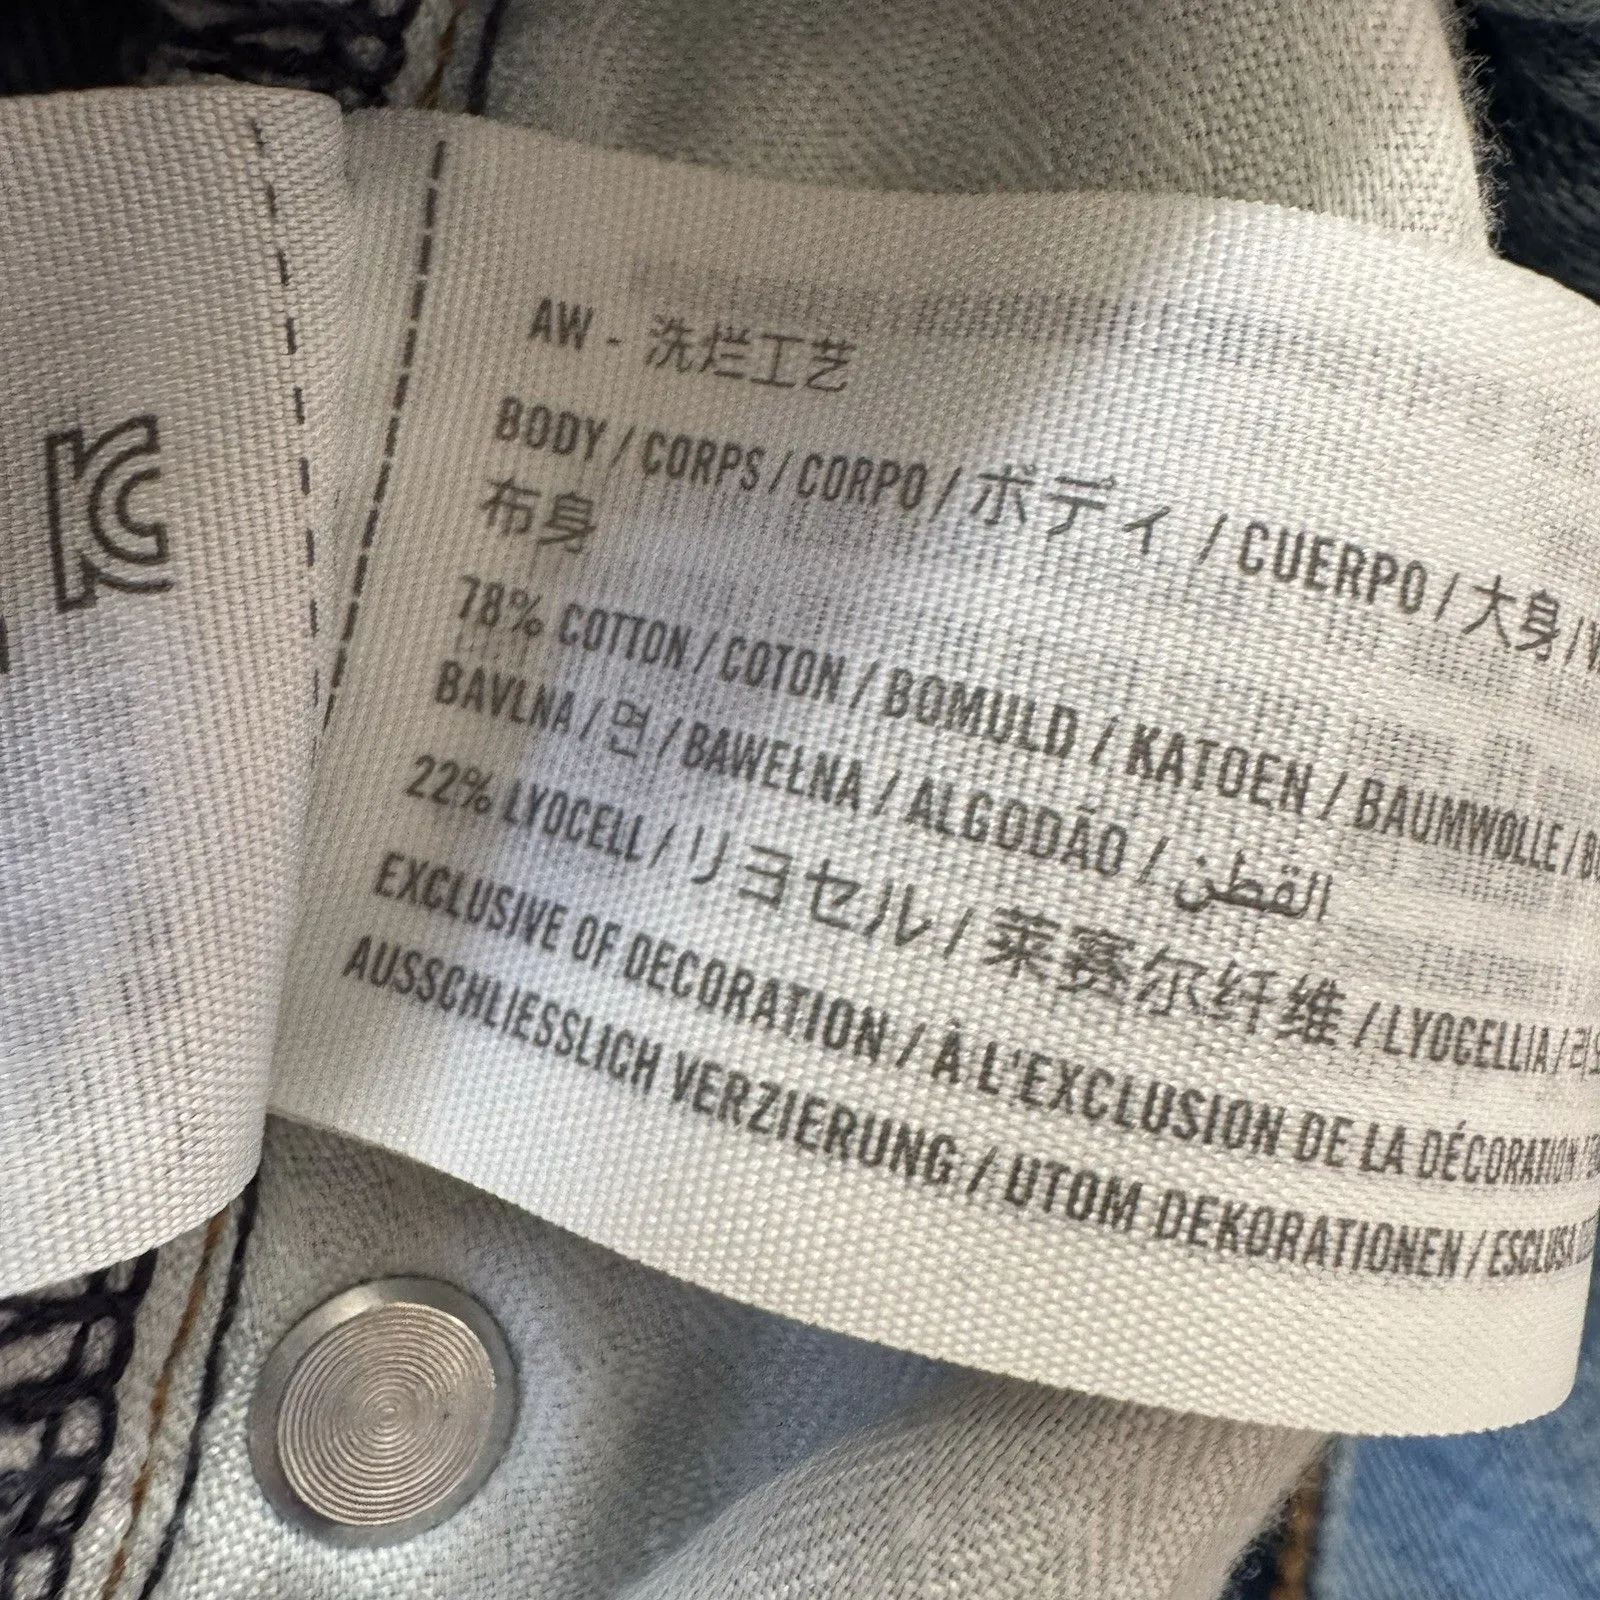 AW - 洗烂工艺
BODY / CORPS / CORPO / ボディ / CUERPO / 大身 /
布身
78% COTTON / COTON / BOMULD / KATOEN / BAUMWOLLE /
BAVLNA / 면 / BAWEŁNA / ALGODÃO / القطن
22% LYOCELL / リヨセル / 莱赛尔纤维 / LYOCELLIA /
EXCLUSIVE OF DECORATION / À L'EXCLUSION DE LA DÉCORATION /
AUSSCHLIESSLICH VERZIERUNG / UTOM DEKORATIONEN / ESCLUSA